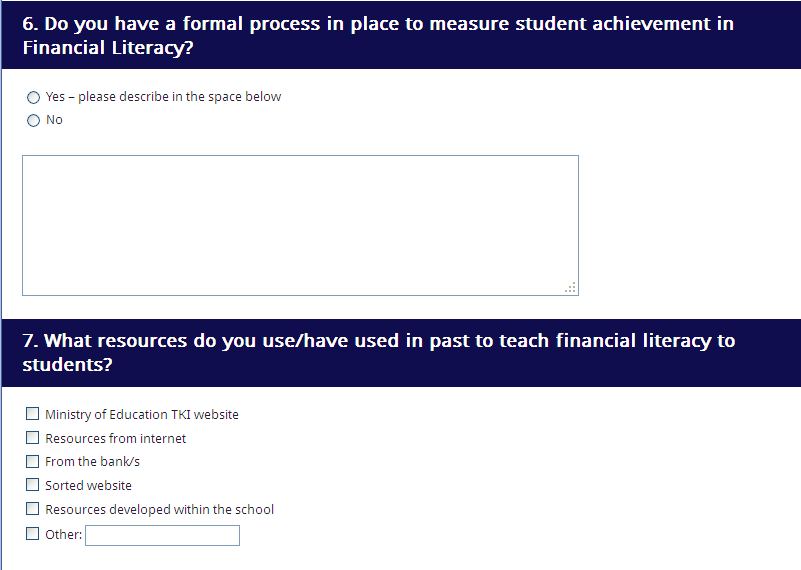 6. Do you have a formal process in place to measure student achievement in
Financial Literacy?
Yes – please describe in the space below
No
7. What resources do you use/have used in past to teach financial literacy to
students?
Ministry of Education TKI website
Resources from internet
From the bank/s
Sorted website
Resources developed within the school
Other: